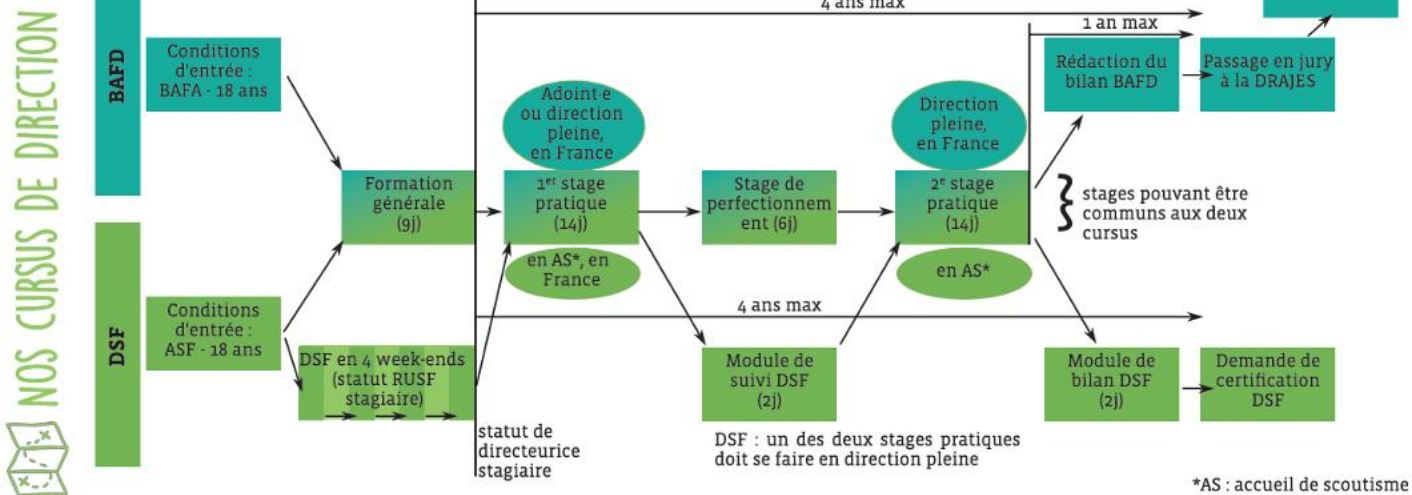 NOS CURSUS DE DIRECTION
BAFD
Conditions
d'entrée :
BAFA - 18 ans
4 ans max
1 an max
Adoint·e
ou direction
pleine,
en France
Direction
pleine,
en France
Rédaction du
bilan BAFD
Passage en jury
à la DRAJES
Formation
générale
(9j)
1er stage
pratique
(14j)
Stage de
perfectionnem
ent (6j)
2e stage
pratique
(14j)
stages pouvant être
communs aux deux
cursus
en AS*, en
France
en AS*
DSF
Conditions
d'entrée :
ASF - 18 ans
4 ans max
DSF en 4 week-ends
(statut RUSF
stagiaire)
Module de
suivi DSF
(2j)
Module de
bilan DSF
(2j)
Demande de
certification
DSF
statut de
directeurice
stagiaire
DSF : un des deux stages pratiques
doit se faire en direction pleine
*AS : accueil de scoutisme